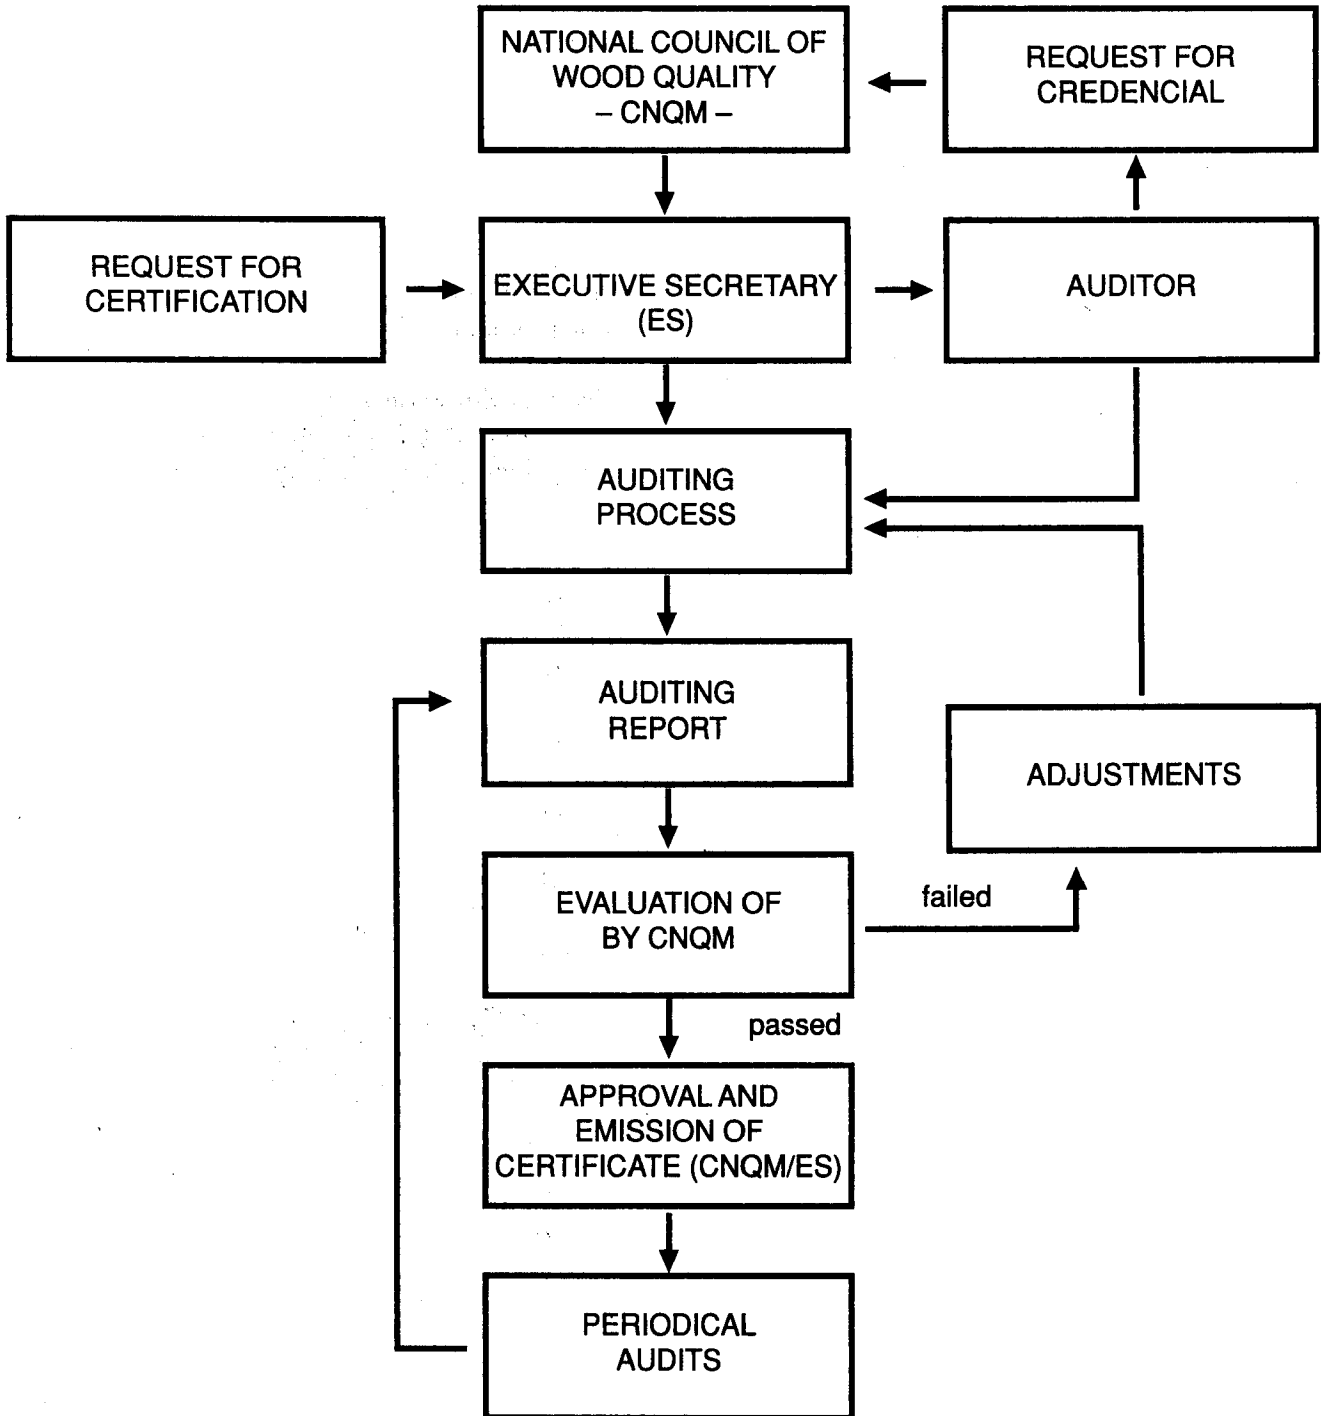 NATIONAL COUNCIL OF
WOOD QUALITY
– CNQM –
REQUEST FOR
CREDENCIAL
REQUEST FOR
CERTIFICATION
EXECUTIVE SECRETARY
(ES)
AUDITOR
AUDITING
PROCESS
AUDITING
REPORT
ADJUSTMENTS
EVALUATION OF
BY CNQM
failed
passed
APPROVAL AND
EMISSION OF
CERTIFICATE (CNQM/ES)
PERIODICAL
AUDITS